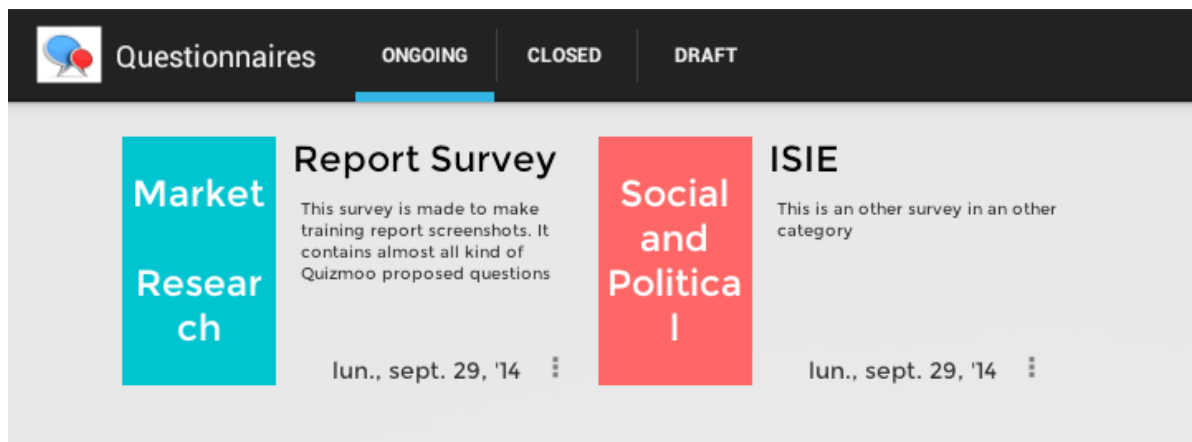 Questionnaires
ONGOING
CLOSED
DRAFT
Market
Resear
ch
Report Survey
This survey is made to make
training report screenshots. It
contains almost all kind of
Quizmoo proposed questions
lun., sept. 29, '14
Social
and
Politica
l
ISIE
This is an other survey in an other
category
lun., sept. 29, '14